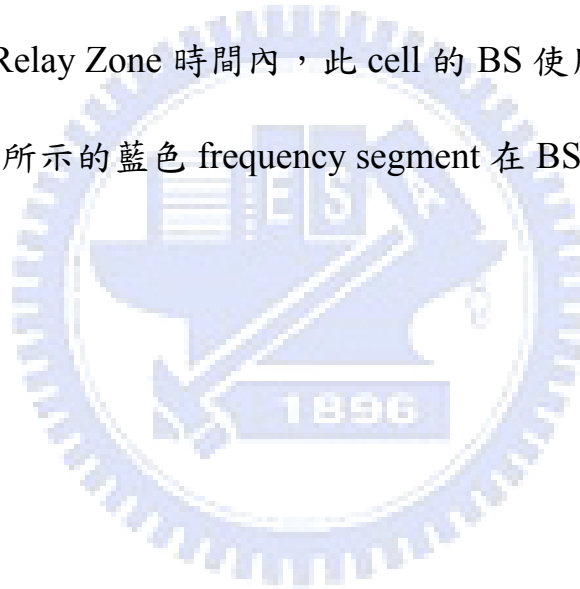 Relay Zone 時間內，此 cell 的 BS 使
所示的藍色 frequency segment 在 BS
ES
A
1896